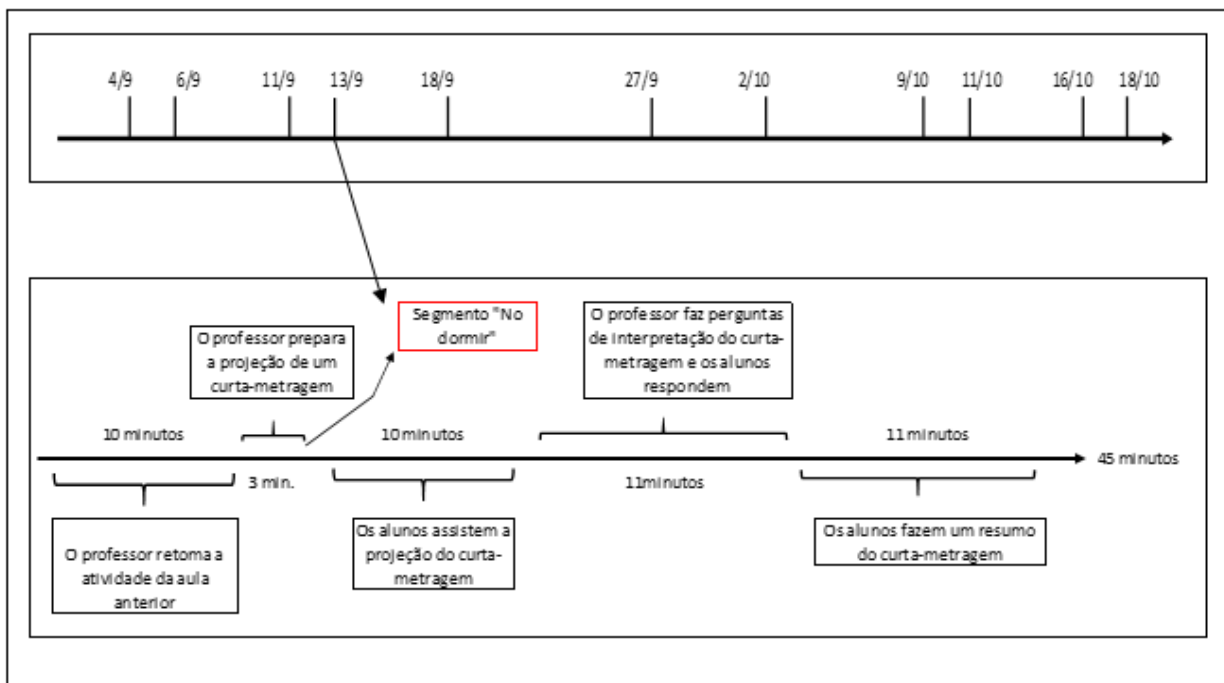 4/9 6/9 11/9 13/9 18/9 27/9 2/10 9/10 11/10 16/10 18/10
O professor prepara
a projeção de um
curta-metragem
Segmento "No
dormir"
O professor faz perguntas
de interpretação do curta-
metragem e os alunos
respondem
10 minutos
10 minutos
11 minutos
45 minutos
3 min.
11minutos
O professor retoma a
atividade da aula
anterior
Os alunos assistem a
projeção do curta-
metragem
Os alunos fazem um resumo
do curta-metragem